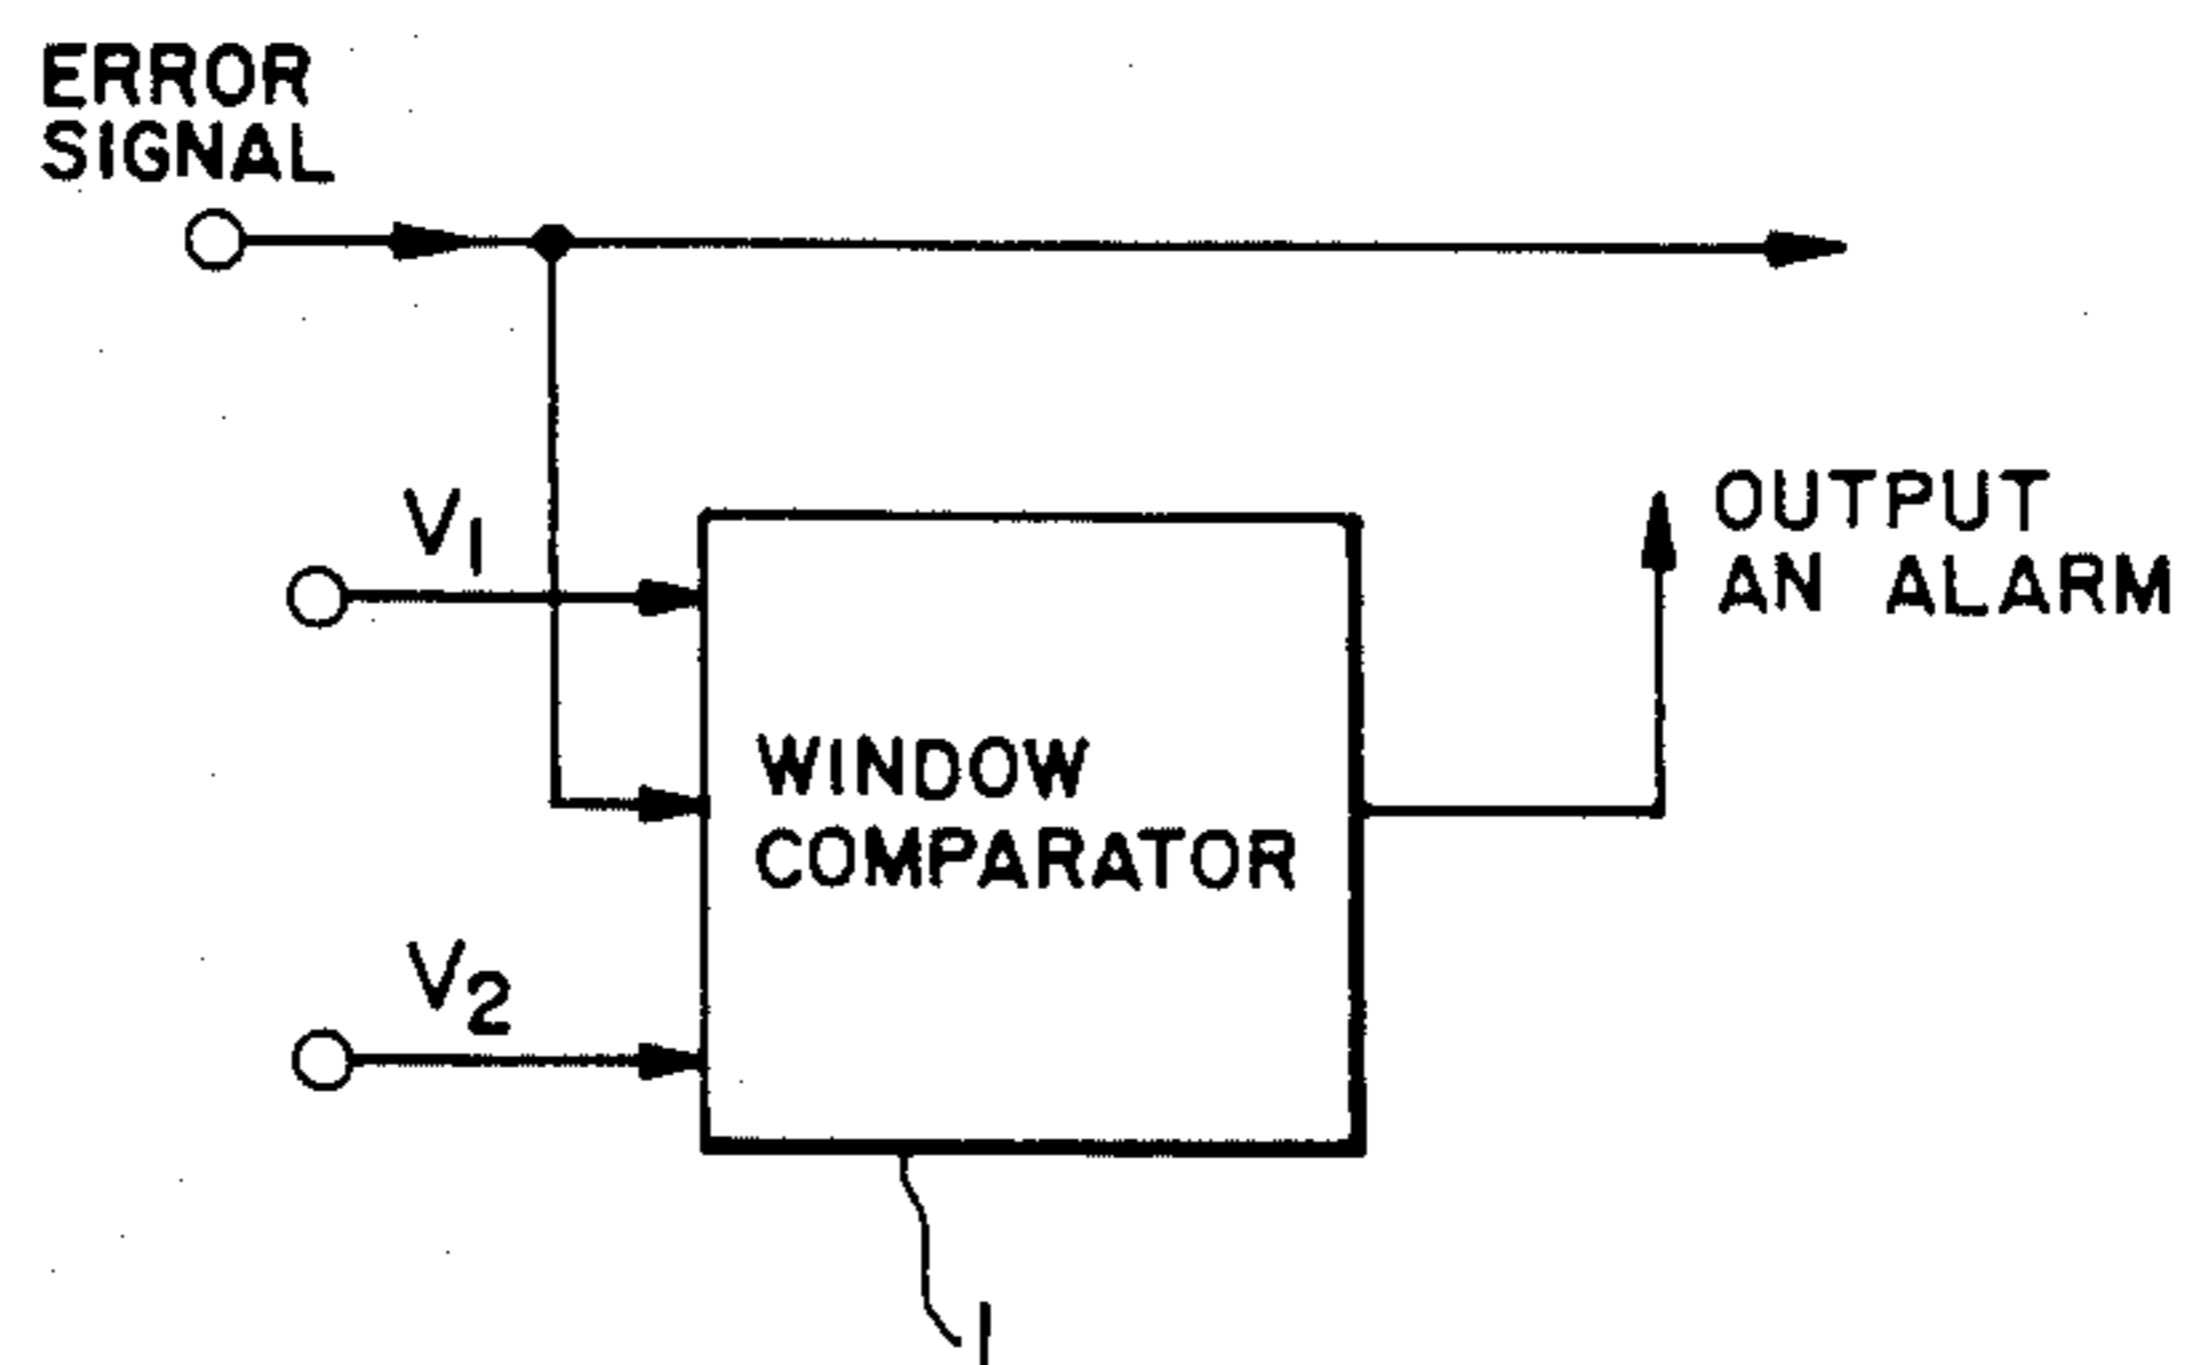 ERROR
SIGNAL
V1
OUTPUT
AN ALARM
WINDOW
COMPARATOR
V2
1